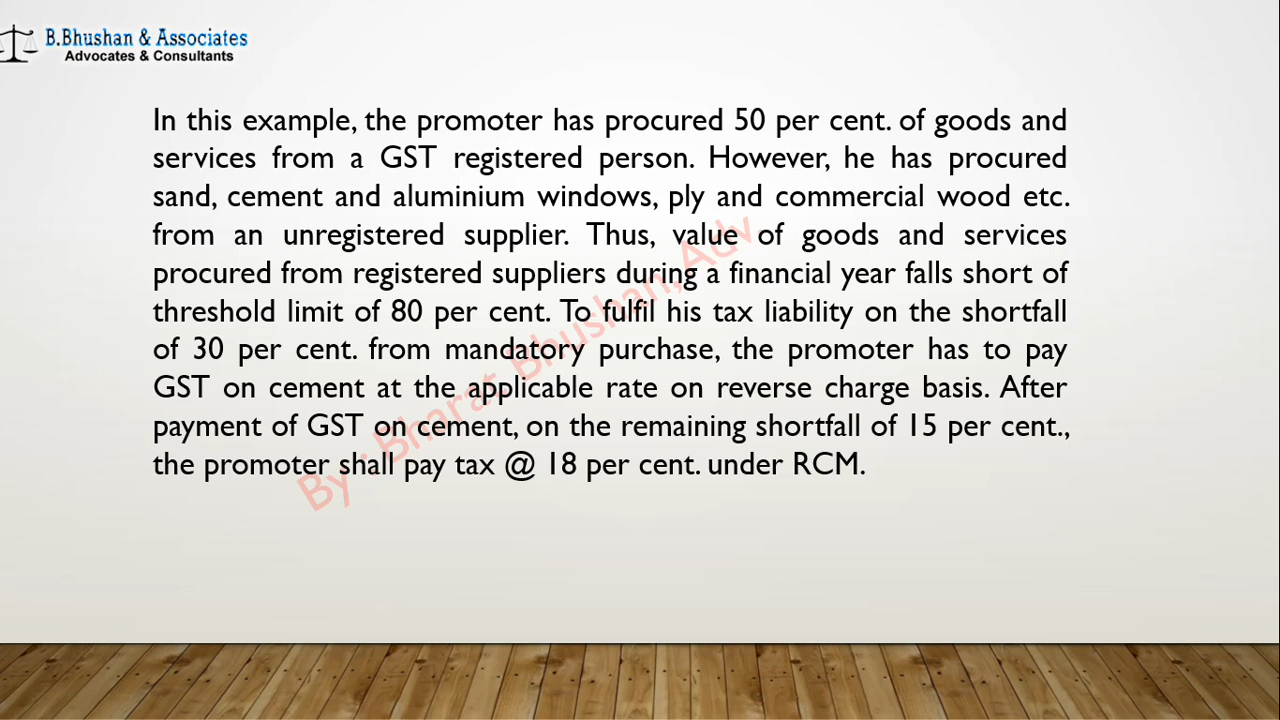 B.Bhushan & Associates
Advocates & Consultants
In this example, the promoter has procured 50 per cent. of goods and
services from a GST registered person. However, he has procured
sand, cement and aluminium windows, ply and commercial wood etc.
from an unregistered supplier. Thus, value of goods and services
procured from registered suppliers during a financial year falls short of
threshold limit of 80 per cent. To fulfil his tax liability on the shortfall
of 30 per cent. from mandatory purchase, the promoter has to pay
GST on cement at the applicable rate on reverse charge basis. After
payment of GST on cement, on the remaining shortfall of 15 per cent.,
the promoter shall pay tax @ 18 per cent. under RCM.
By : Bharat Bhushan, Adv.